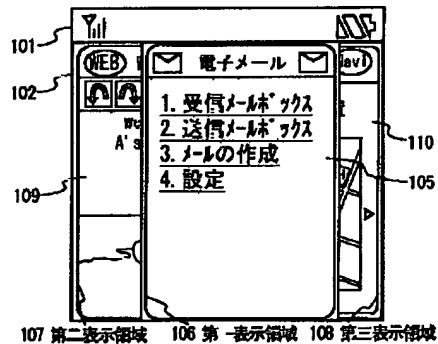 101
102
WEB
電子メール
Navi
1. 受信メールボックス
2. 送信メールボックス
3. メールの作成
4. 設定
A's
109
110
105
107 第二表示領域 106 第一表示領域 108 第三表示領域